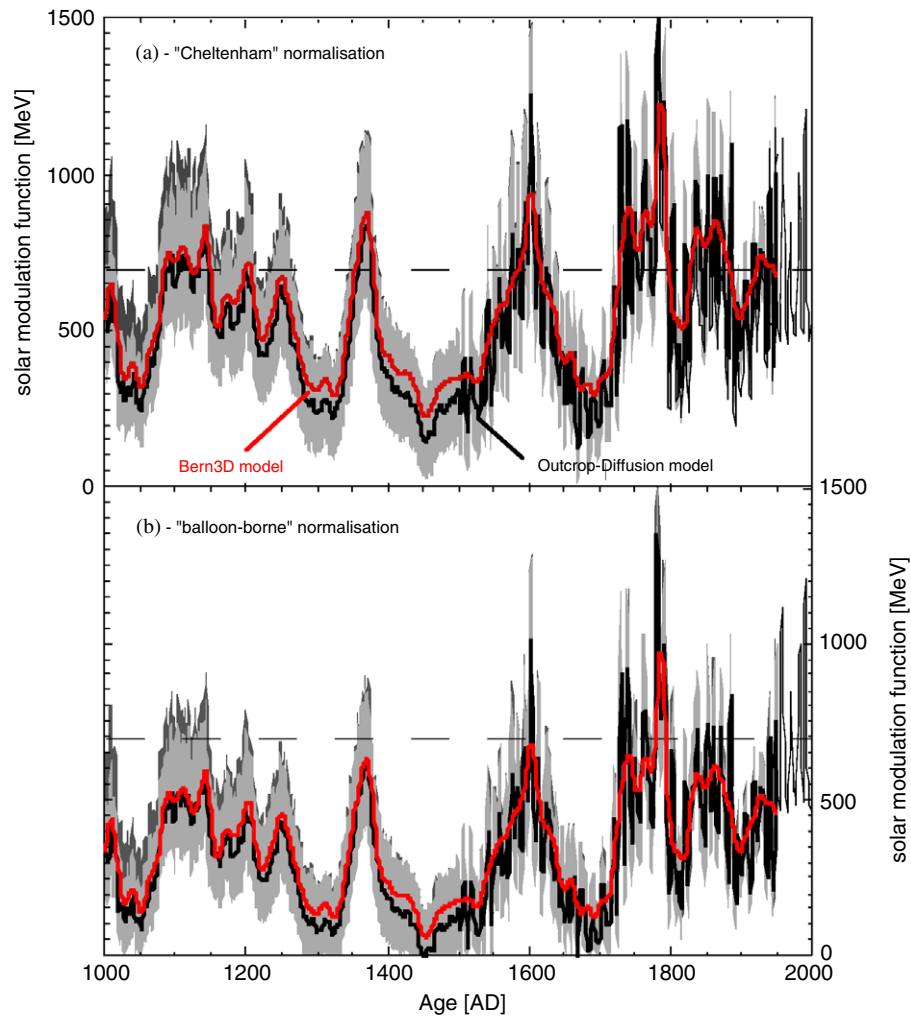 1500
(a) - "Cheltenham" normalisation
1000
solar modulation function [MeV]
500
Bern3D model
Outcrop-Diffusion model
0
1500
(b) - "balloon-borne" normalisation
1000
solar modulation function [MeV]
500
0
1000 1200 1400 1600 1800 2000
Age [AD]